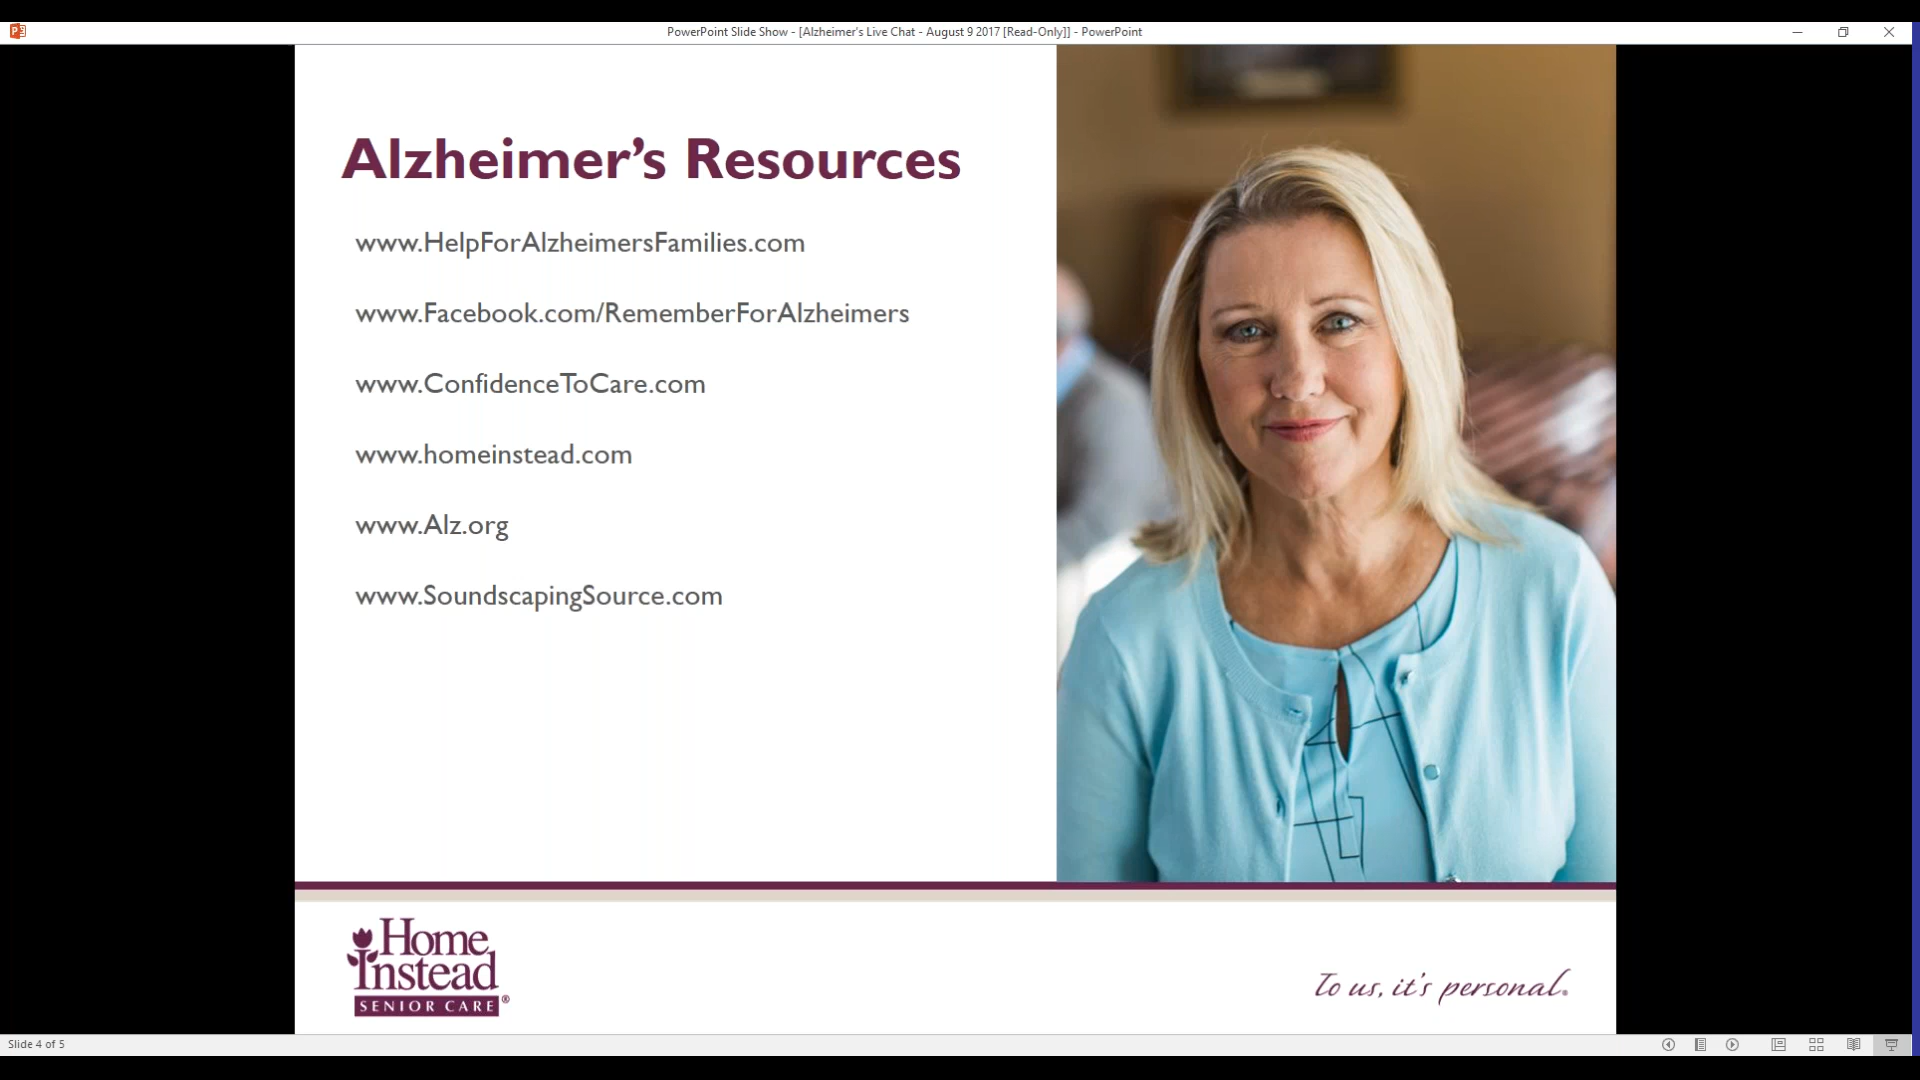 PowerPoint Slide Show - [Alzheimer's Live Chat - August 9 2017 [Read-Only]] - PowerPoint
Alzheimer’s Resources
www.HelpForAlzheimersFamilies.com
www.Facebook.com/RememberForAlzheimers
www.ConfidenceToCare.com
www.homeinstead.com
www.Alz.org
www.SoundscapingSource.com
Home
Instead
SENIOR CARE®
To us, it's personal.
Slide 4 of 5